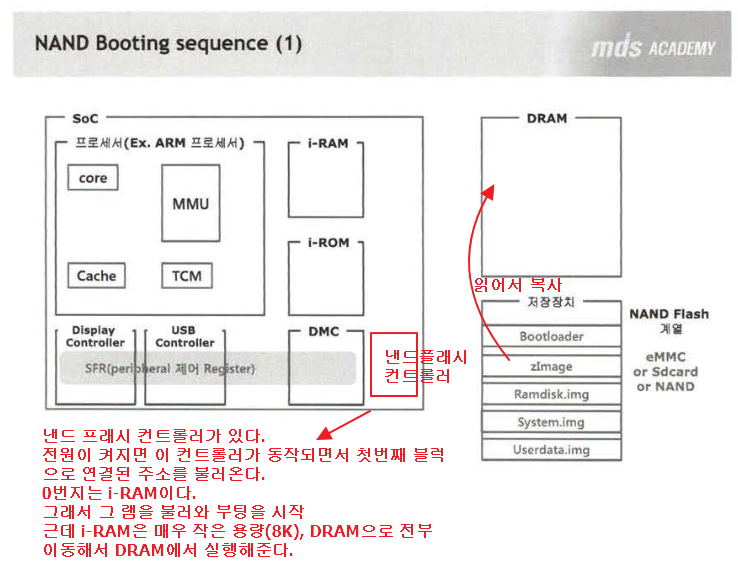 NAND Booting sequence (1)
mds ACADEMY
SoC
프로세서(Ex. ARM 프로세서)
core
MMU
Cache
TCM
i-RAM
i-ROM
Display
Controller
USB
Controller
DMC
SFR(peripheral 제어 Register)
낸드플래시
컨트롤러
DRAM
읽어서 복사
저장장치
Bootloader
zImage
Ramdisk.img
System.img
Userdata.img
NAND Flash
계열
eMMC
or Sdcard
or NAND
낸드 프래시 컨트롤러가 있다.
전원이 켜지면 이 컨트롤러가 동작되면서 첫번째 블럭
으로 연결된 주소를 불러온다.
0번지는 i-RAM이다.
그래서 그 램을 불러와 부팅을 시작
근데 i-RAM은 매우 작은 용량(8K), DRAM으로 전부
이동해서 DRAM에서 실행해준다.